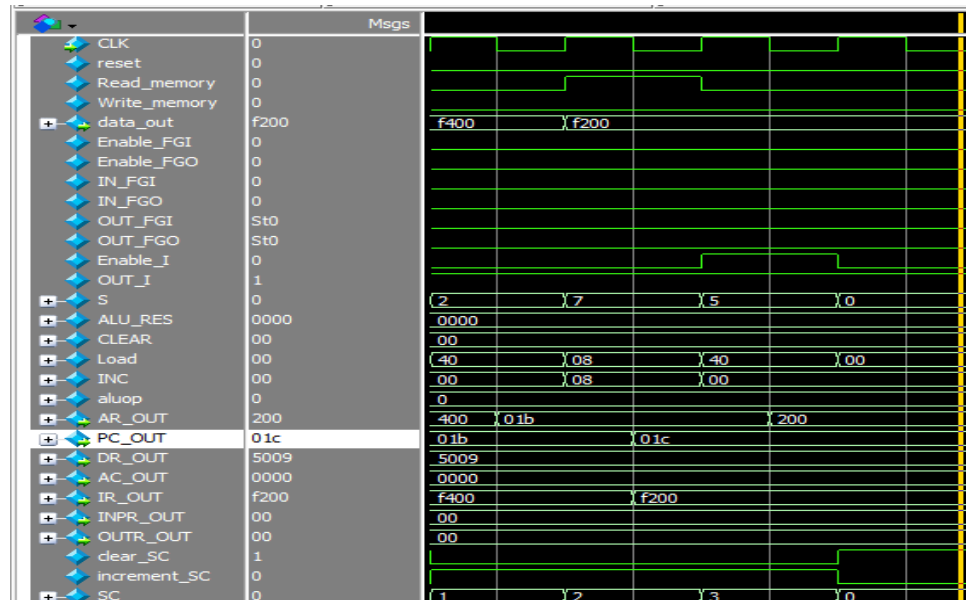 Msgs
CLK 0
reset 0
Read_memory 0
Write_memory 0
data_out f200 f400 f200
Enable_FGI 0
Enable_FGO 0
IN_FGI 0
IN_FGO 0
OUT_FGI St0
OUT_FGO St0
Enable_I 0
OUT_I 1
S 0 2 7 5 0
ALU_RES 0000 0000
CLEAR 00 00
Load 00 40 08 40 00
INC 00 00 08 00
aluop 0 0
AR_OUT 200 400 01b 200
PC_OUT 01c 01b 01c
DR_OUT 5009 5009
AC_OUT 0000 0000
IR_OUT f200 f400 f200
INPR_OUT 00 00
OUTR_OUT 00 00
clear_SC 1
increment_SC 0
SC 0 1 2 3 0